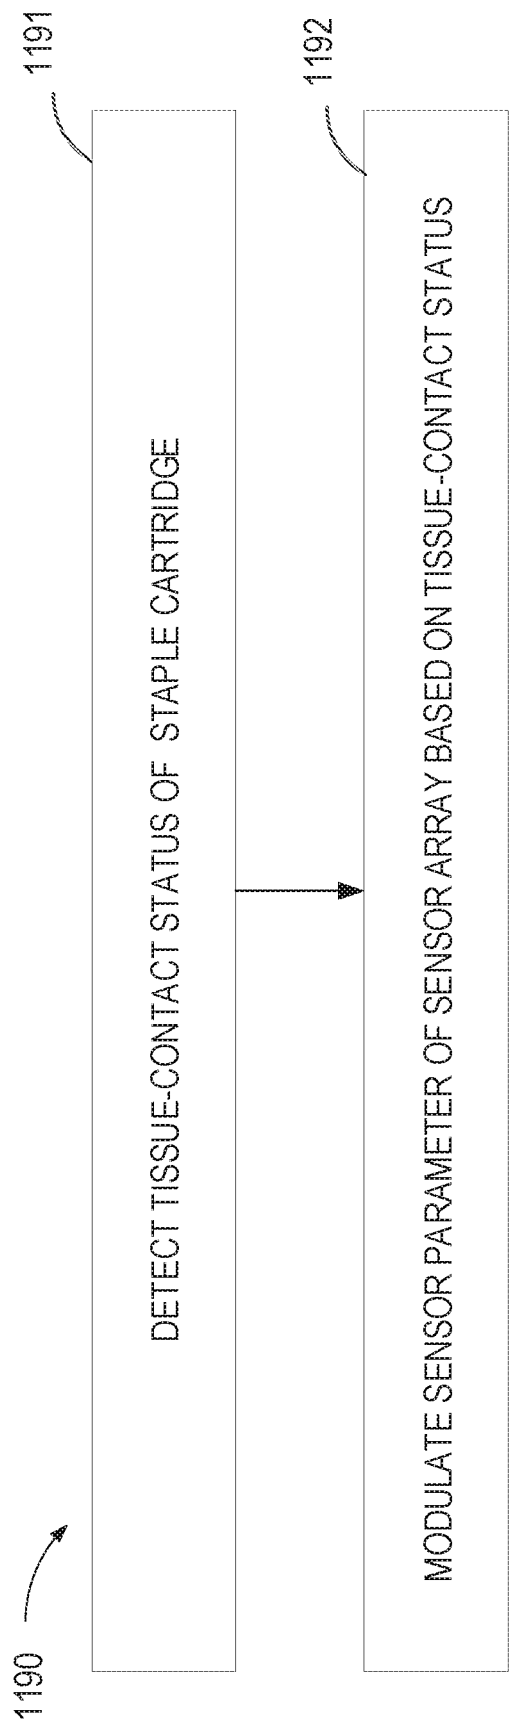 1190
1191
DETECT TISSUE-CONTACT STATUS OF STAPLE CARTRIDGE
1192
MODULATE SENSOR PARAMETER OF SENSOR ARRAY BASED ON TISSUE-CONTACT STATUS